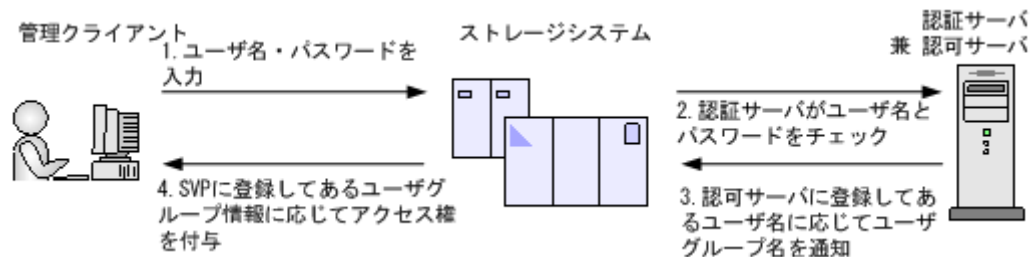 管理クライアント
1. ユーザ名・パスワードを
入力
ストレージシステム
認証サーバ
兼 認可サーバ
2. 認証サーバがユーザ名と
パスワードをチェック
3. 認可サーバに登録してあ
るユーザ名に応じてユーザ
グループ名を通知
4. SVPに登録してあるユーザグ
ループ情報に応じてアクセス権
を付与